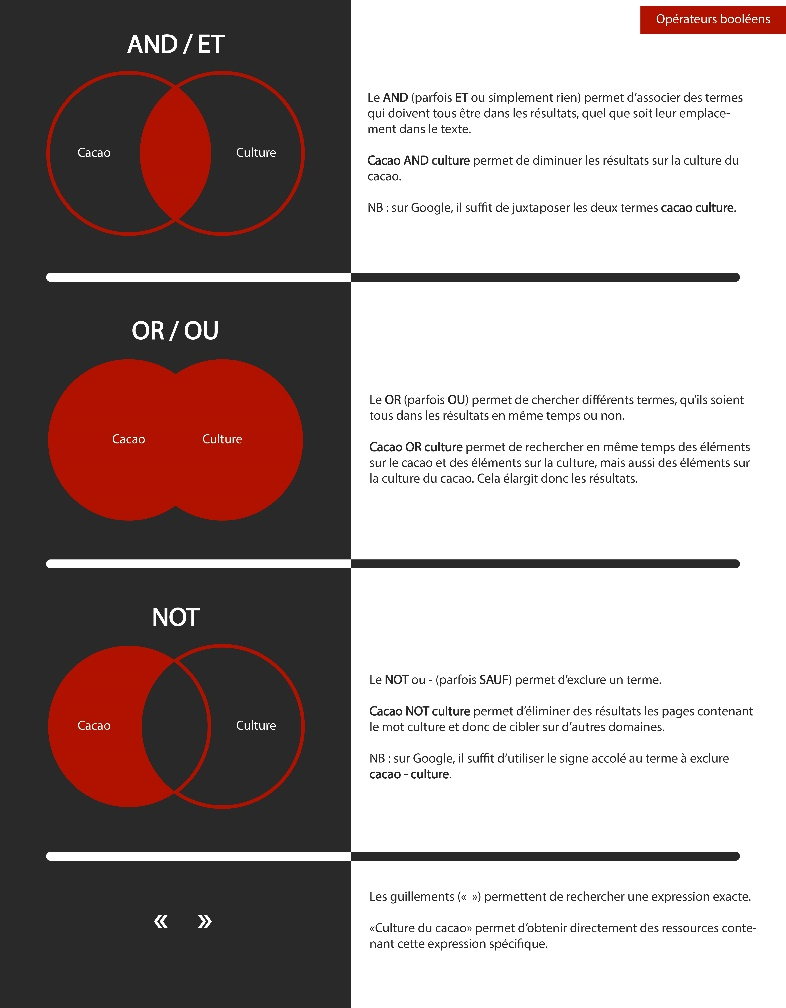 Opérateurs booléens
AND / ET
Cacao
Culture
Le AND (parfois ET ou simplement rien) permet d'associer des termes
qui doivent tous être dans les résultats, quel que soit leur emplace-
ment dans le texte.
Cacao AND culture permet de diminuer les résultats sur la culture du
cacao.
NB : sur Google, il suffit de juxtaposer les deux termes cacao culture.
OR / OU
Cacao
Culture
Le OR (parfois OU) permet de chercher différents termes, qu'ils soient
tous dans les résultats en même temps ou non.
Cacao OR culture permet de rechercher en même temps des éléments
sur le cacao et des éléments sur la culture, mais aussi des éléments sur
la culture du cacao. Cela élargit donc les résultats.
NOT
Cacao
Culture
Le NOT ou - (parfois SAUF) permet d'exclure un terme.
Cacao NOT culture permet d'éliminer des résultats les pages contenant
le mot culture et donc de cibler sur d'autres domaines.
NB : sur Google, il suffit d'utiliser le signe accolé au terme à exclure
cacao - culture.
« »
Les guillements (« ») permettent de rechercher une expression exacte.
«Culture du cacao» permet d'obtenir directement des ressources conte-
nant cette expression spécifique.